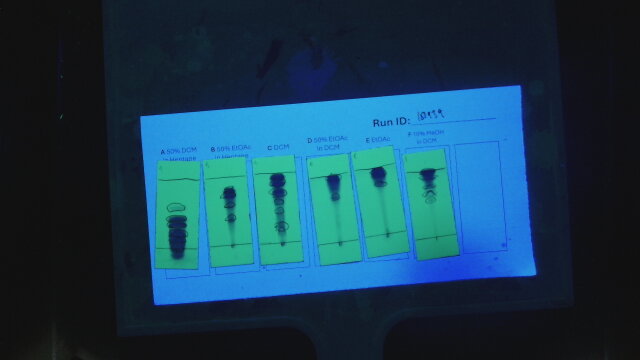 Run ID:
A 50% DCM
in Heptane
B 50% EtOAc
in Heptane
C DCM
D 50% EtOAc
in DCM
E EtOAc
F 10% MeOH
in DCM